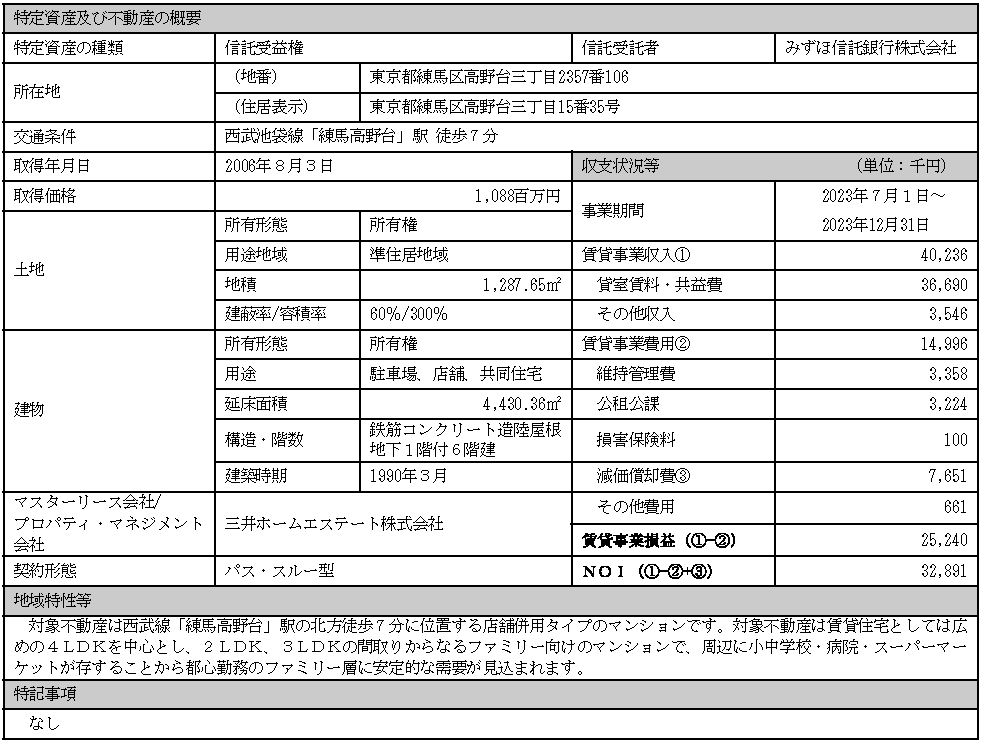 特定資産及び不動産の概要
特定資産の種類 信託受益権 信託受託者 みずほ信託銀行株式会社
所在地 （地番） 東京都練馬区高野台三丁目2357番106
（住居表示） 東京都練馬区高野台三丁目15番35号
交通条件 西武池袋線「練馬高野台」駅 徒歩７分
取得年月日 2006年８月３日 収支状況等 （単位：千円）
取得価格 1,088百万円 事業期間 2023年７月１日～
2023年12月31日
土地 所有形態 所有権
用途地域 準住居地域 賃貸事業収入① 40,236
地積 1,287.65㎡ 貸室賃料・共益費 36,690
建蔽率/容積率 60%/300% その他収入 3,546
建物 所有形態 所有権 賃貸事業費用② 14,996
用途 駐車場、店舗、共同住宅 維持管理費 3,358
延床面積 4,430.36㎡ 公租公課 3,224
構造・階数 鉄筋コンクリート造陸屋根
地下１階付６階建 損害保険料 100
建築時期 1990年３月 減価償却費③ 7,651
マスターリース会社/
プロパティ・マネジメント
会社 三井ホームエステート株式会社 その他費用 661
賃貸事業損益（①-②） 25,240
契約形態 パス・スルー型 ＮＯＩ（①-②+③） 32,891
地域特性等
対象不動産は西武線「練馬高野台」駅の北方徒歩７分に位置する店舗併用タイプのマンションです。対象不動産は賃貸住宅としては広
めの４ＬＤＫを中心とし、２ＬＤＫ、３ＬＤＫの間取りからなるファミリー向けのマンションで、周辺に小中学校・病院・スーパーマー
ケットが存することから都心勤務のファミリー層に安定的な需要が見込まれます。
特記事項
なし